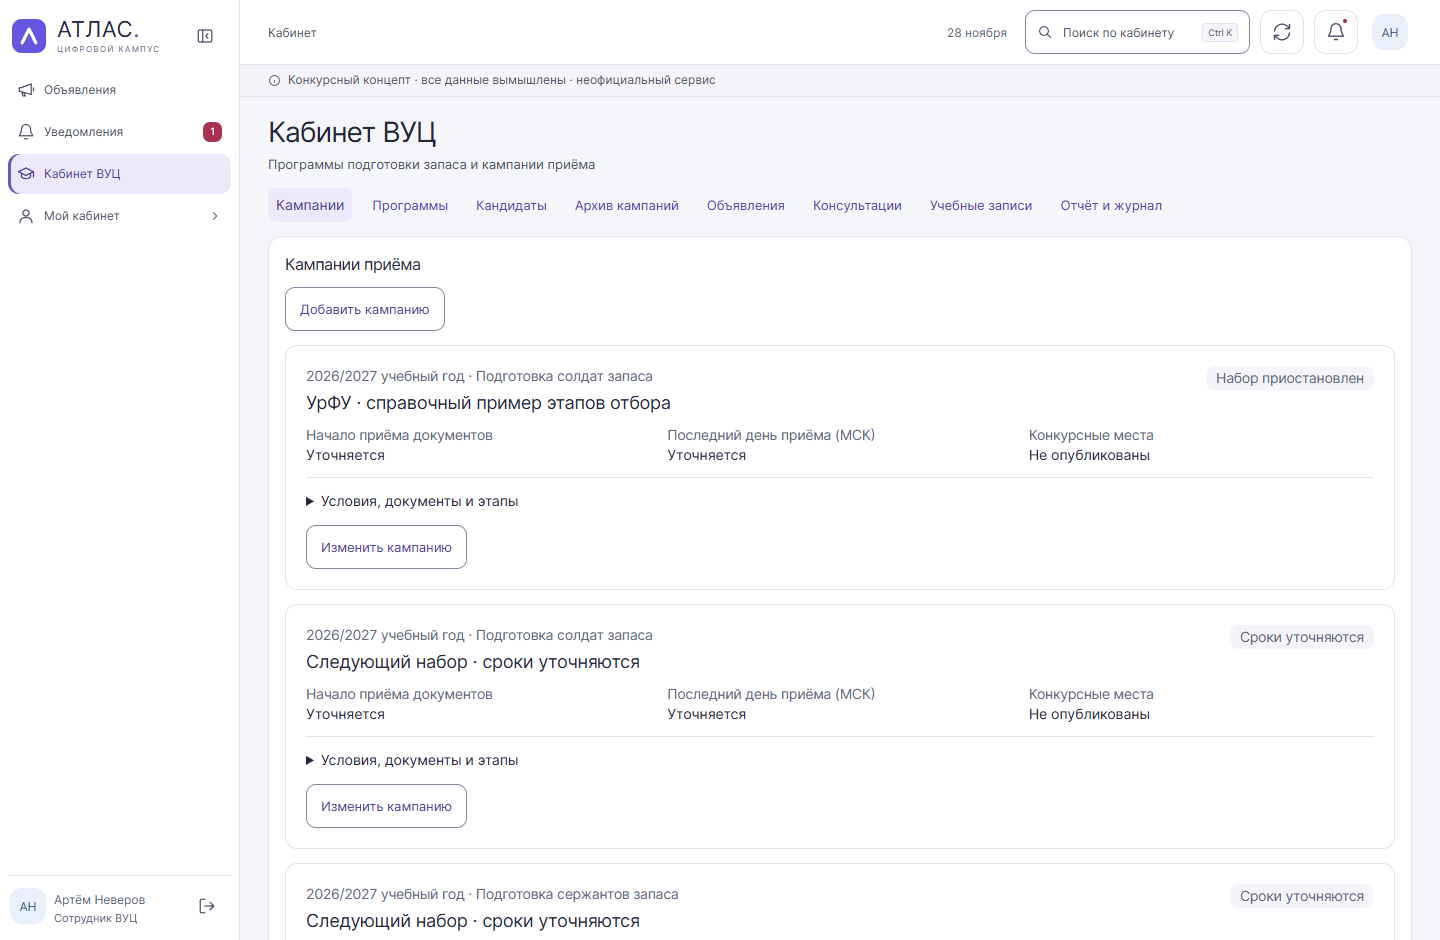 АТЛАС.
ЦИФРОВОЙ КАМПУС
Объявления
Уведомления
1
Кабинет ВУЦ
Мой кабинет
АН
Артём Неверов
Сотрудник ВУЦ
Кабинет
28 ноября
Поиск по кабинету
Ctrl K
АН
Конкурсный концепт · все данные вымышлены · неофициальный сервис
Кабинет ВУЦ
Программы подготовки запаса и кампании приёма
Кампании
Программы
Кандидаты
Архив кампаний
Объявления
Консультации
Учебные записи
Отчёт и журнал
Кампании приёма
Добавить кампанию
2026/2027 учебный год · Подготовка солдат запаса
Набор приостановлен
УрФУ · справочный пример этапов отбора
Начало приёма документов
Уточняется
Последний день приёма (МСК)
Уточняется
Конкурсные места
Не опубликованы
Условия, документы и этапы
Изменить кампанию
2026/2027 учебный год · Подготовка солдат запаса
Сроки уточняются
Следующий набор · сроки уточняются
Начало приёма документов
Уточняется
Последний день приёма (МСК)
Уточняется
Конкурсные места
Не опубликованы
Условия, документы и этапы
Изменить кампанию
2026/2027 учебный год · Подготовка сержантов запаса
Сроки уточняются
Следующий набор · сроки уточняются